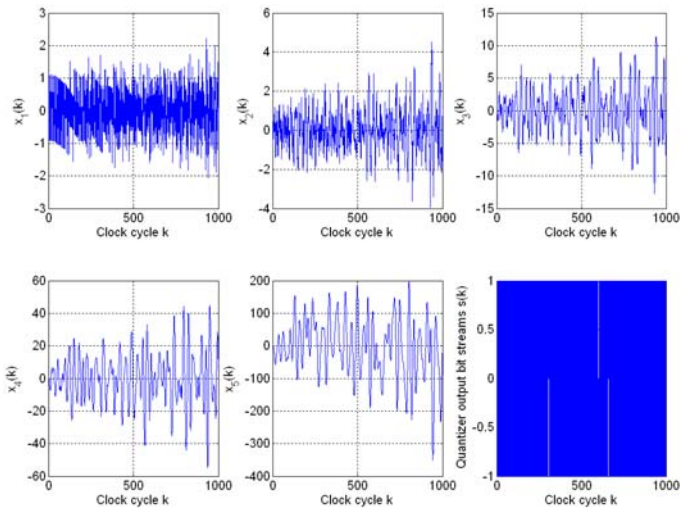 3
2
1
0
-1
-2
-3
0 500 1000
x1(k)
Clock cycle k
6
4
2
0
-2
-4
0 500 1000
x2(k)
Clock cycle k
15
10
5
0
-5
-10
-15
0 500 1000
x3(k)
Clock cycle k
60
40
20
0
-20
-40
-60
0 500 1000
x4(k)
Clock cycle k
200
100
0
-100
-200
-300
-400
0 500 1000
x5(k)
Clock cycle k
1
0.5
0
-0.5
-1
0 500 1000
Quantizer output bit streams s(k)
Clock cycle k